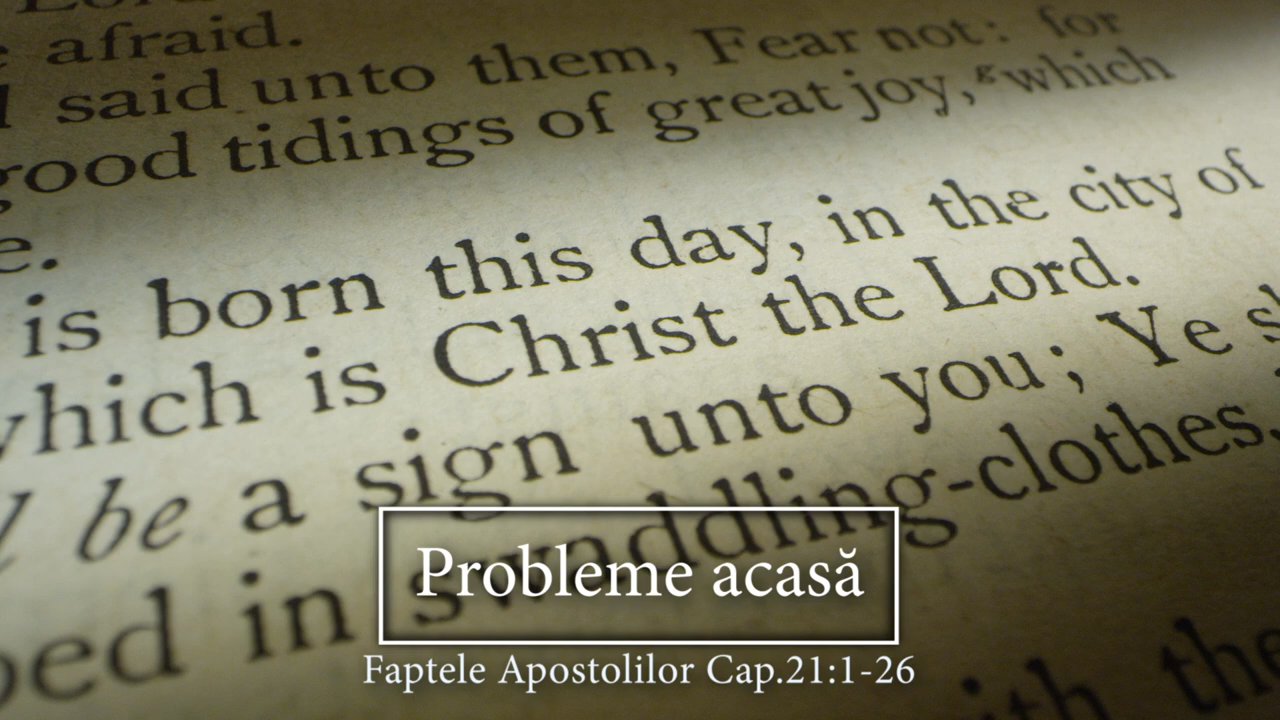 afraid.
said unto them, Fear not: for
good tidings of great joy, g which
e.
is born this day, in the city of
which is Christ the Lord.
be a sign unto you; Ye
in swaddling-clothes,
Probleme acasă
Faptele Apostolilor Cap.21:1-26
the